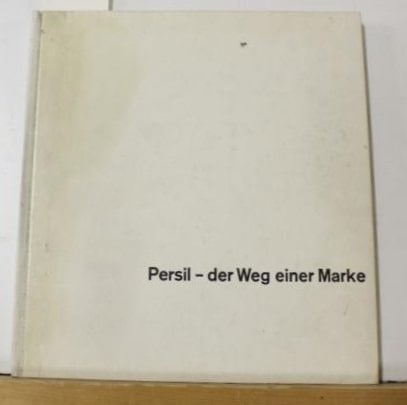 Persil – der Weg einer Marke